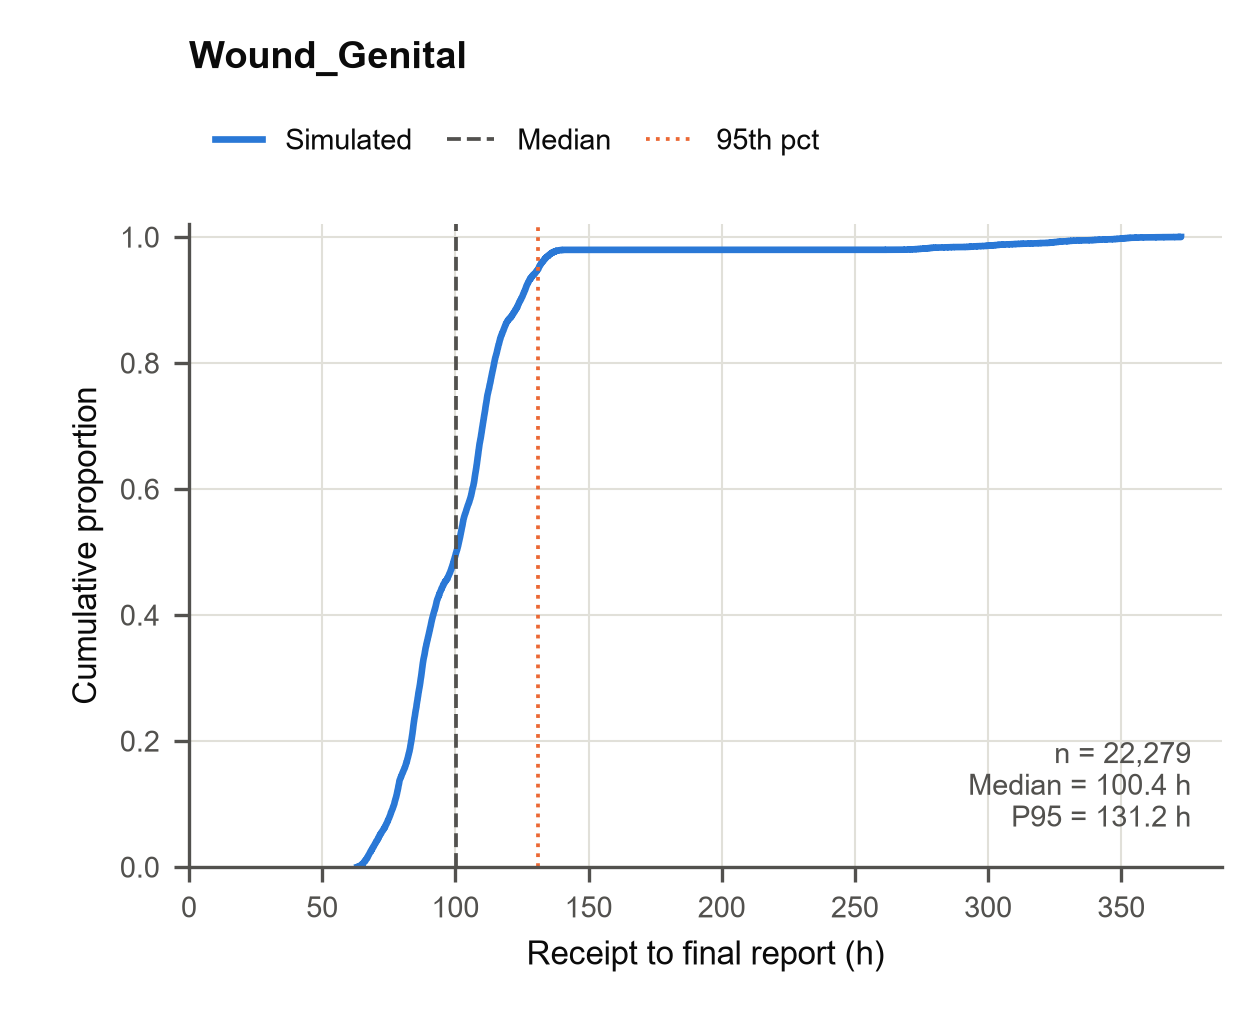 Wound_Genital
Simulated Median 95th pct
1.0
0.8
0.6
0.4
0.2
0.0
Cumulative proportion
n = 22,279
Median = 100.4 h
P95 = 131.2 h
0 50 100 150 200 250 300 350
Receipt to final report (h)